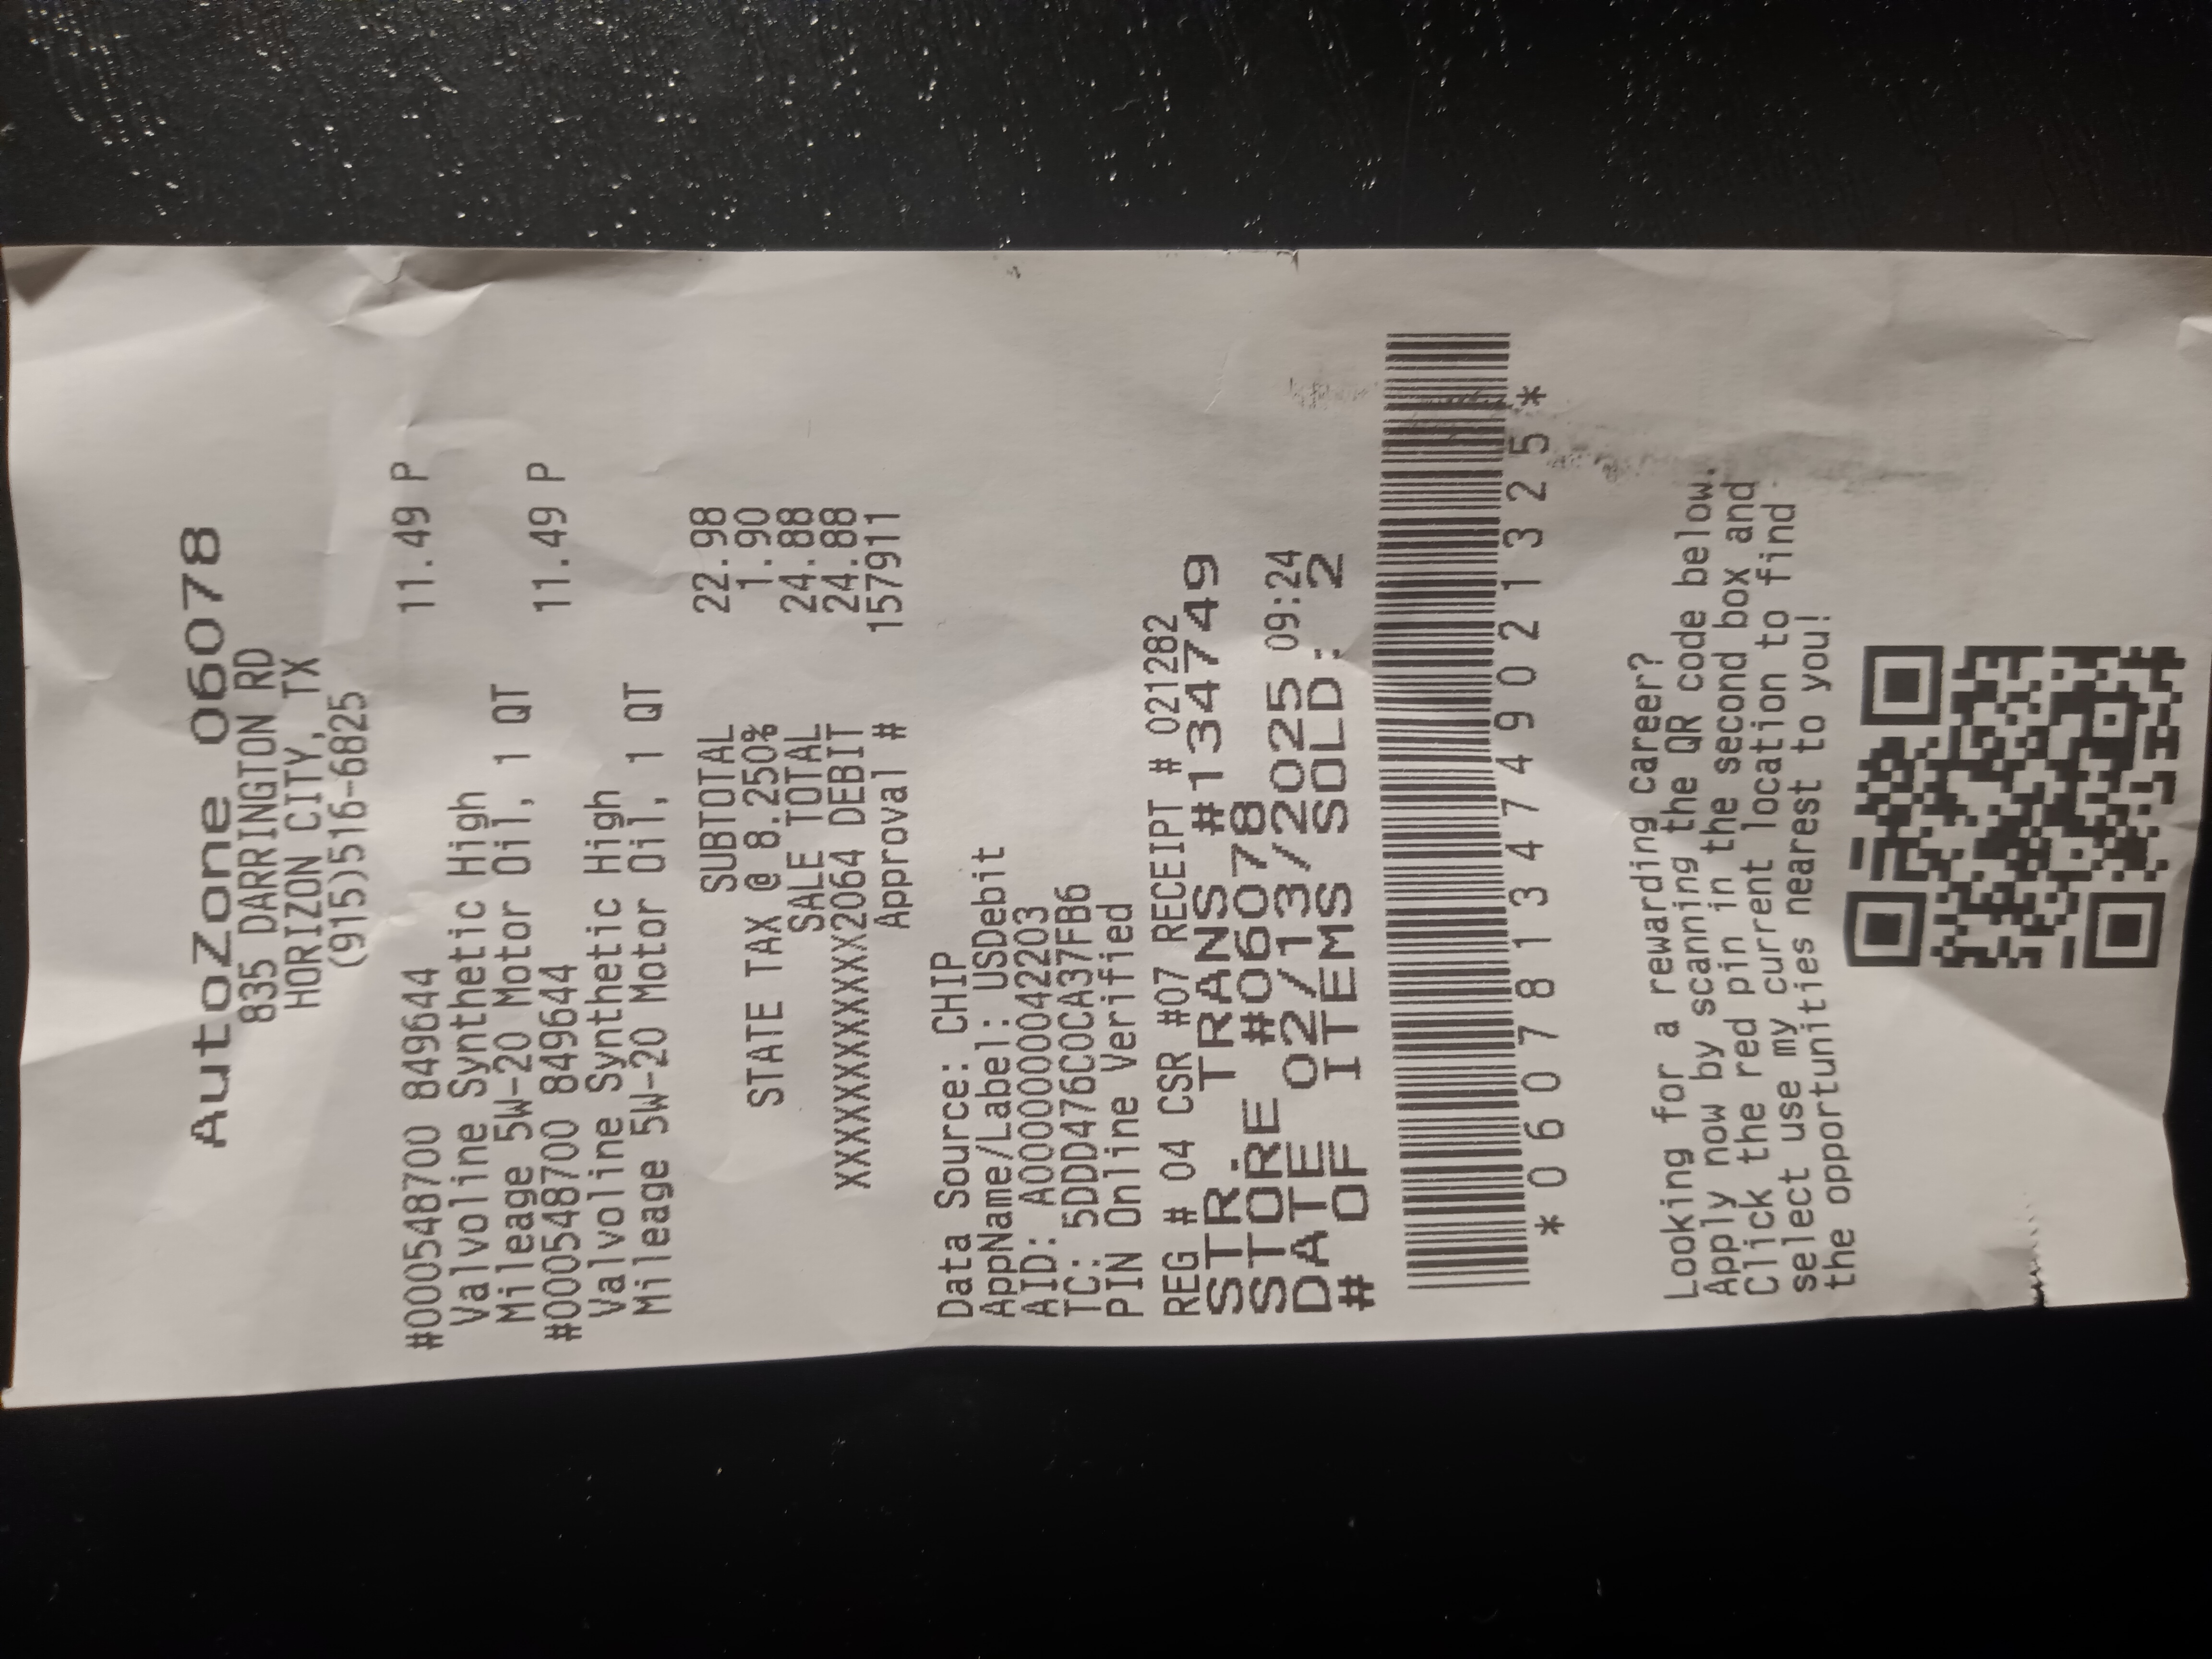 AutoZone 06078
835 DARRINGTON RD
HORIZON CITY, TX
(915)516-6825
#000548700 849644 11.49 P
Valvoline Synthetic High
Mileage 5W-20 Motor Oil, 1 QT
#000548700 849644 11.49 P
Valvoline Synthetic High
Mileage 5W-20 Motor Oil, 1 QT
SUBTOTAL 22.98
STATE TAX @ 8.250% 1.90
SALE TOTAL 24.88
XXXXXXXXXXXX2064 DEBIT 24.88
Approval # 157911
Data Source: CHIP
AppName/Label: USDebit
AID: A0000000042203
TC: 5DDD476C0CA37FB6
PIN Online Verified
REG # 04 CSR #07 RECEIPT # 021282
STR. TRANS #134749
STORE #06078
DATE 02/13/2025 09:24
# OF ITEMS SOLD: 2
*06078134749021325*
Looking for a rewarding career?
Apply now by scanning the QR code below.
Click the red pin in the second box and
select use my current location to find
the opportunities nearest to you!